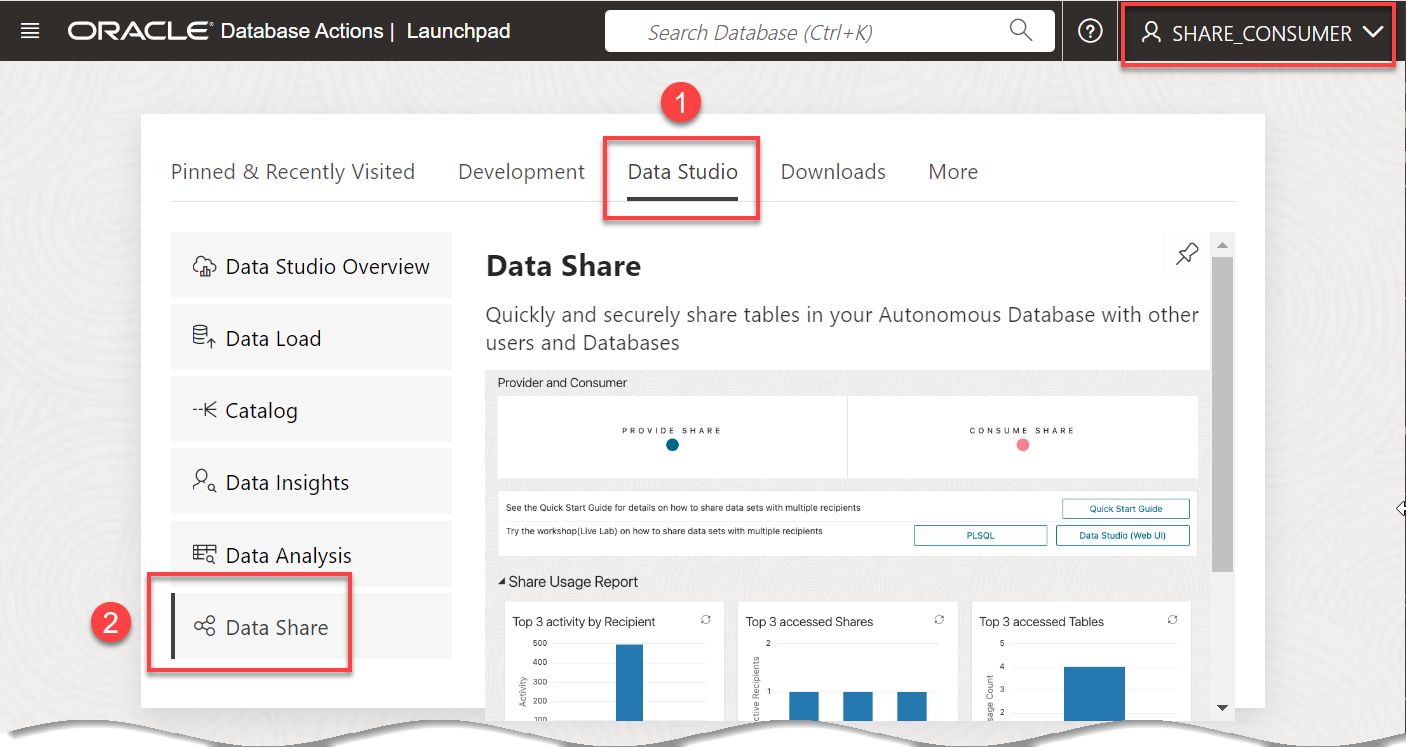 ORACLE Database Actions | Launchpad
Search Database (Ctrl+K)
SHARE_CONSUMER
1
Pinned & Recently Visited
Development
Data Studio
Downloads
More
Data Studio Overview
Data Load
Catalog
Data Insights
Data Analysis
2
Data Share
Data Share
Quickly and securely share tables in your Autonomous Database with other
users and Databases
Provider and Consumer
PROVIDE SHARE
CONSUME SHARE
See the Quick Start Guide for details on how to share data sets with multiple recipients
Quick Start Guide
Try the workshop(Live Lab) on how to share data sets with multiple recipients
PLSQL
Data Studio (Web UI)
Share Usage Report
Top 3 activity by Recipient
500
400
300
200
100
Activity
Top 3 accessed Shares
2
1
Recipients
Top 3 accessed Tables
5
4
3
2
Count